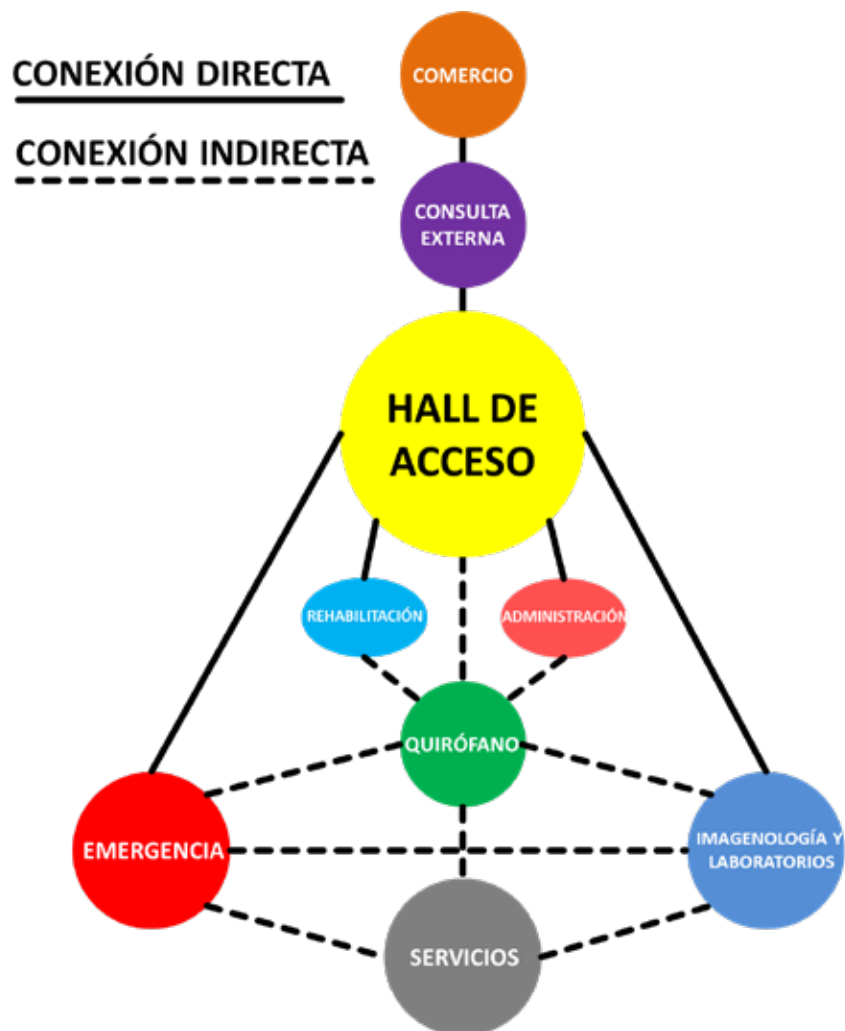 CONEXIÓN DIRECTA
CONEXIÓN INDIRECTA
COMERCIO
CONSULTA
EXTERNA
HALL DE
ACCESO
REHABILITACIÓN
ADMINISTRACIÓN
QUIRÓFANO
EMERGENCIA
IMAGENOLOGÍA Y
LABORATORIOS
SERVICIOS